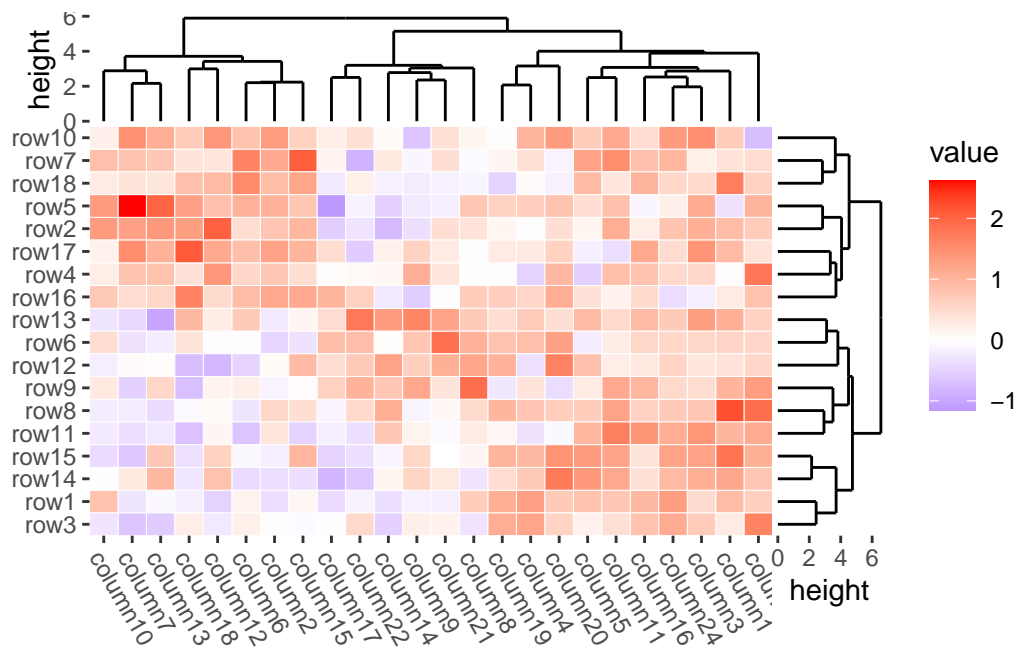 height
6
4
2
0
row10
row7
row18
row5
row2
row17
row4
row16
row13
row6
row12
row9
row8
row11
row15
row14
row1
row3
column10
column7
column13
column18
column12
column6
column2
column15
column17
column22
column14
column9
column21
column8
column19
column4
column20
column5
column11
column16
column24
column3
column1
0 2 4 6
height
value
2
1
0
−1